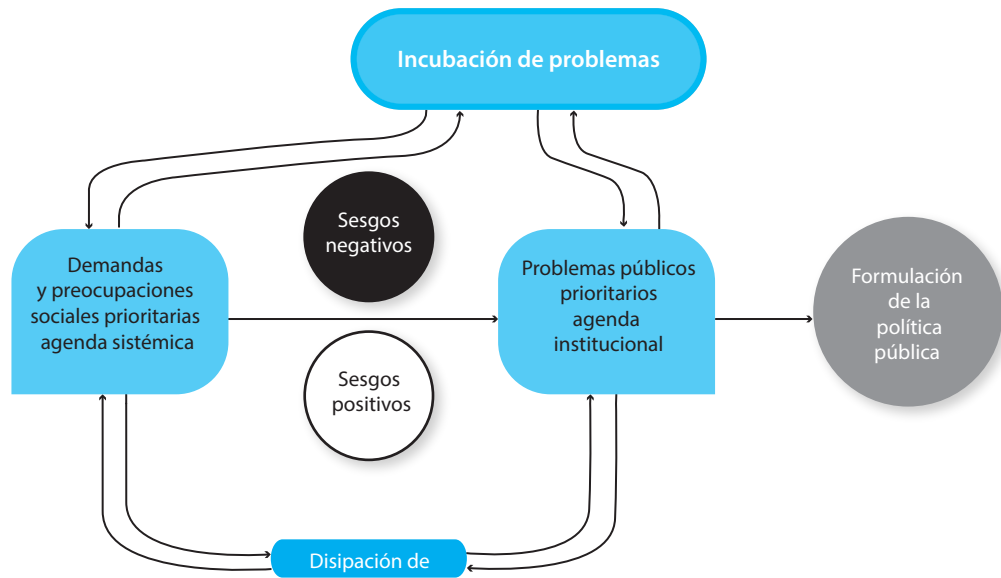 Incubación de problemas
Sesgos
negativos
Demandas
y preocupaciones
sociales prioritarias
agenda sistémica
Problemas públicos
prioritarios
agenda
institucional
Formulación
de la
política
pública
Sesgos
positivos
Disipación de